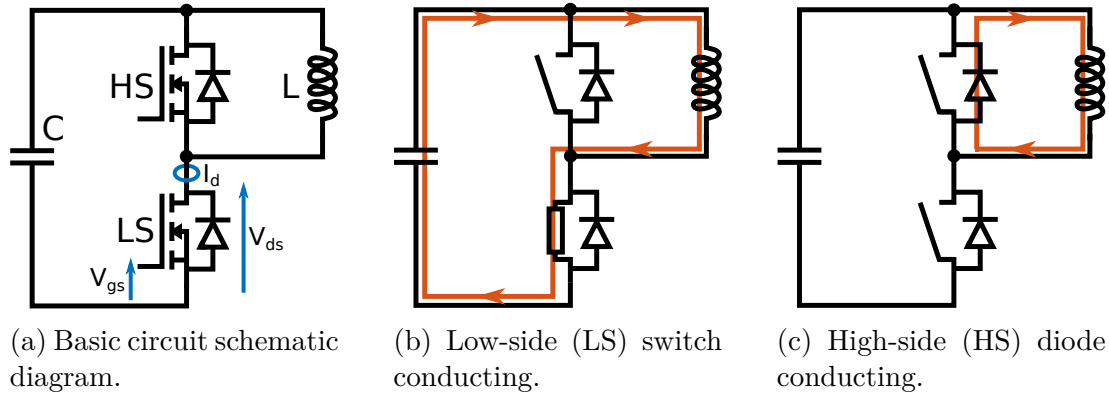 HS
L
C
I_d
LS
V_ds
V_gs
(a) Basic circuit schematic
diagram.
(b) Low-side (LS) switch
conducting.
(c) High-side (HS) diode
conducting.